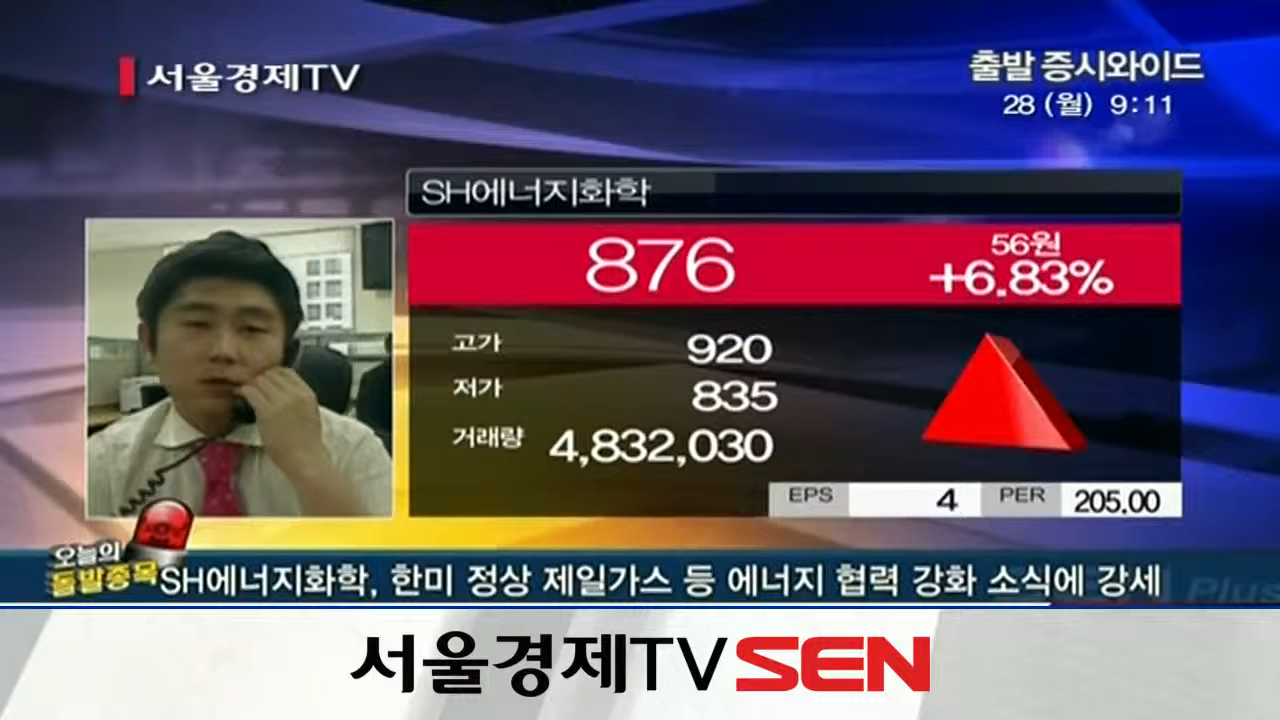 서울경제TV
출발 증시와이드
28 (월) 9:11
SH에너지화학
876
56원
+6.83%
고가 920
저가 835
거래량 4,832,030
EPS 4 PER 205.00
오늘의
돌발종목
SH에너지화학, 한미 정상 제일가스 등 에너지 협력 강화 소식에 강세
Plus
서울경제TV SEN